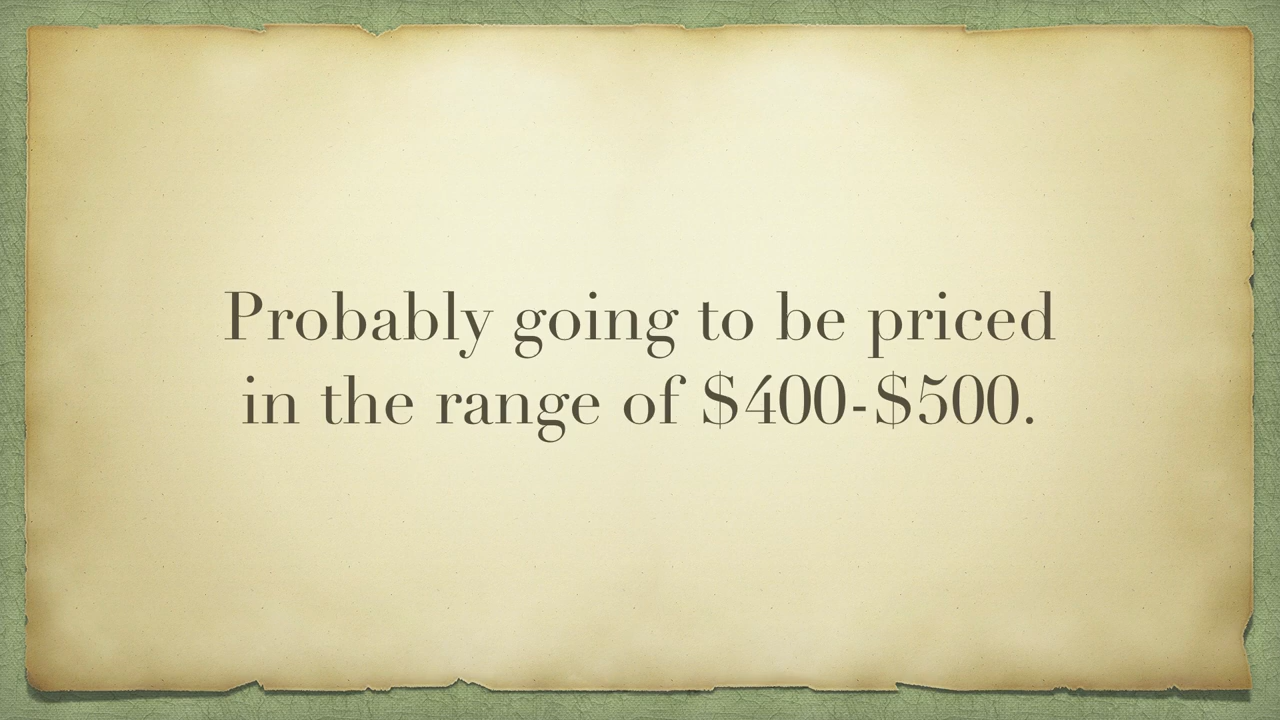 Probably going to be priced
in the range of $400-$500.